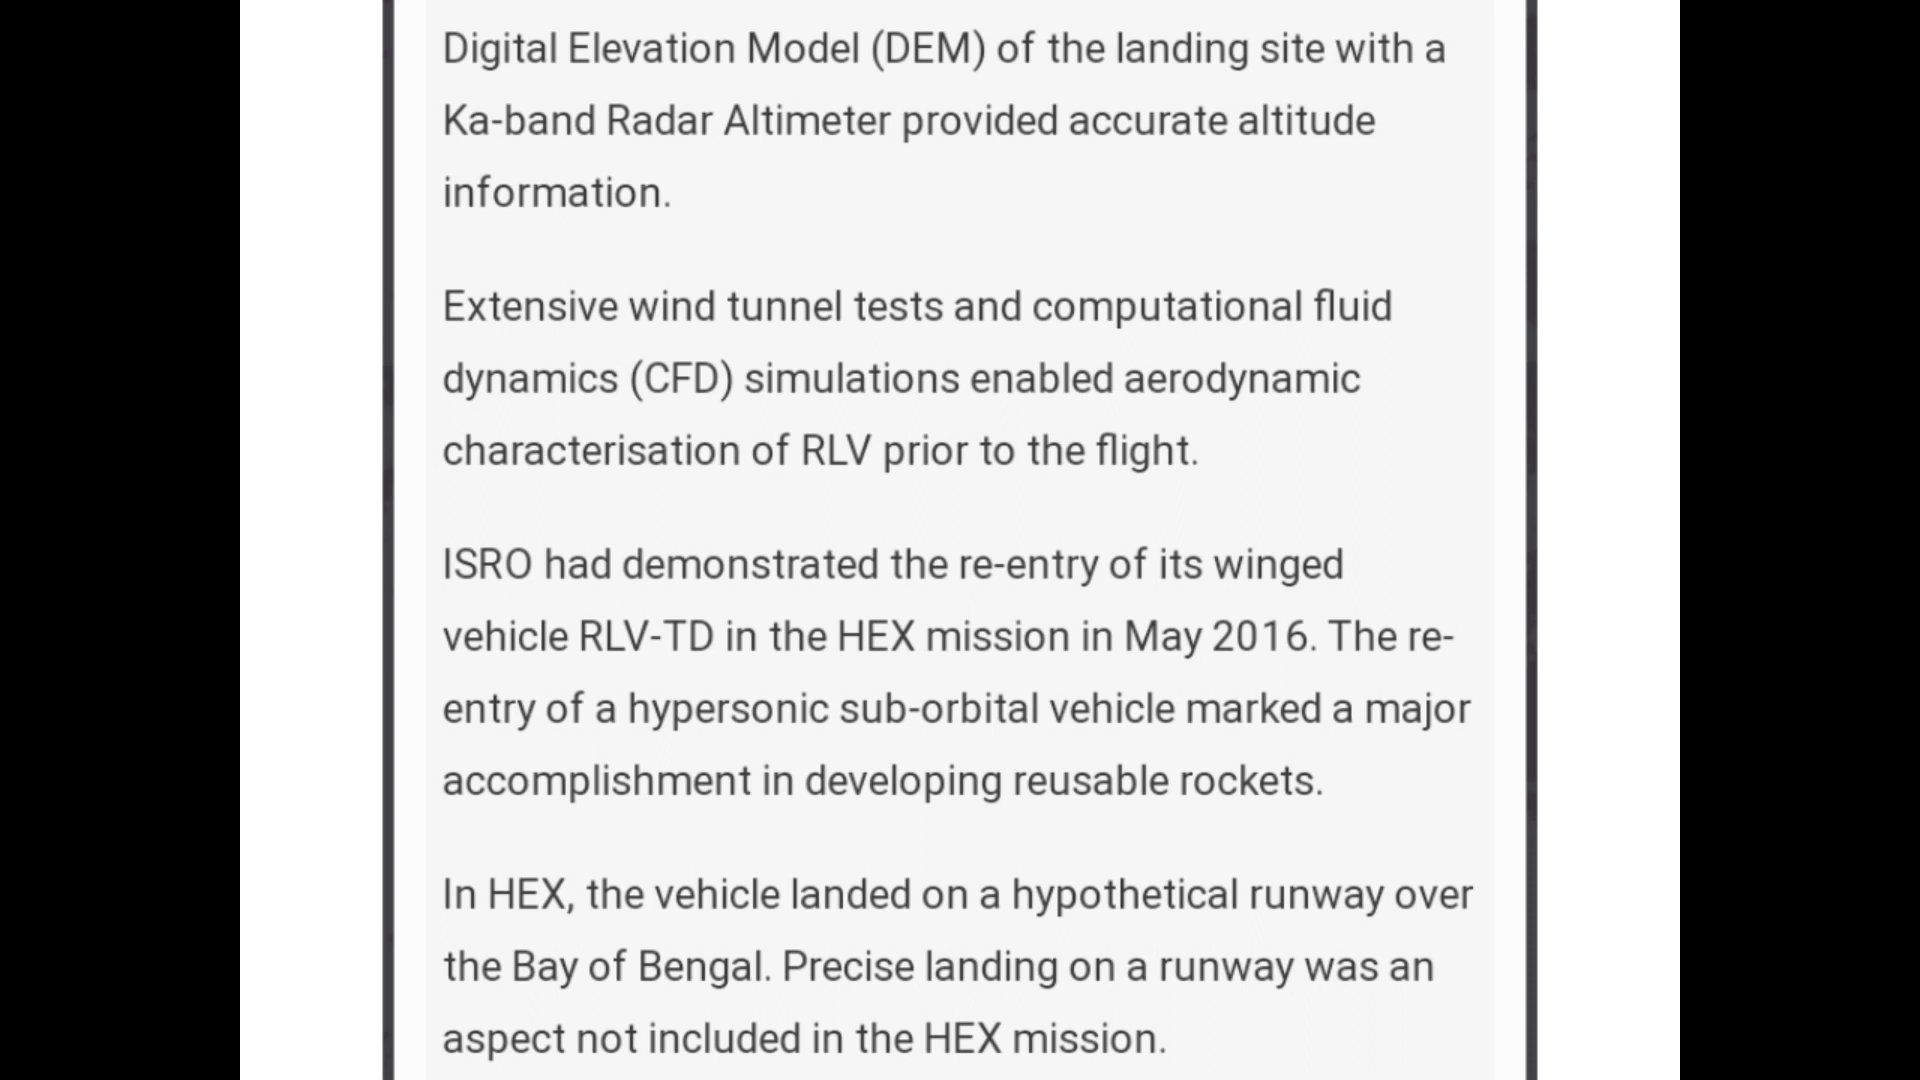 Digital Elevation Model (DEM) of the landing site with a
Ka-band Radar Altimeter provided accurate altitude
information.
Extensive wind tunnel tests and computational fluid
dynamics (CFD) simulations enabled aerodynamic
characterisation of RLV prior to the flight.
ISRO had demonstrated the re-entry of its winged
vehicle RLV-TD in the HEX mission in May 2016. The re-
entry of a hypersonic sub-orbital vehicle marked a major
accomplishment in developing reusable rockets.
In HEX, the vehicle landed on a hypothetical runway over
the Bay of Bengal. Precise landing on a runway was an
aspect not included in the HEX mission.